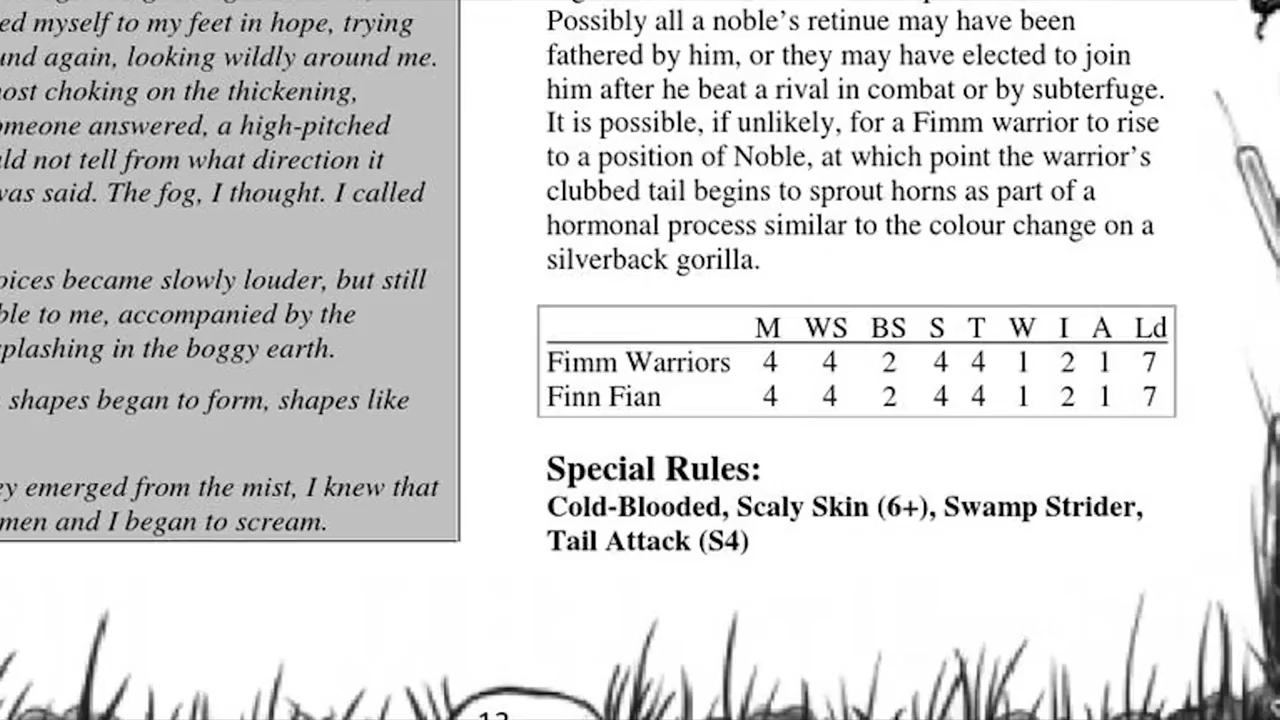 ed myself to my feet in hope, trying
und again, looking wildly around me.
ost choking on the thickening,
omeone answered, a high-pitched
ld not tell from what direction it
was said. The fog, I thought. I called
oices became slowly louder, but still
ble to me, accompanied by the
plashing in the boggy earth.
shapes began to form, shapes like
ey emerged from the mist, I knew that
men and I began to scream.
Possibly all a noble's retinue may have been
fathered by him, or they may have elected to join
him after he beat a rival in combat or by subterfuge.
It is possible, if unlikely, for a Fimm warrior to rise
to a position of Noble, at which point the warrior's
clubbed tail begins to sprout horns as part of a
hormonal process similar to the colour change on a
silverback gorilla.
M WS BS S T W I A Ld
Fimm Warriors 4 4 2 4 4 1 2 1 7
Finn Fian 4 4 2 4 4 1 2 1 7
Special Rules:
Cold-Blooded, Scaly Skin (6+), Swamp Strider,
Tail Attack (S4)